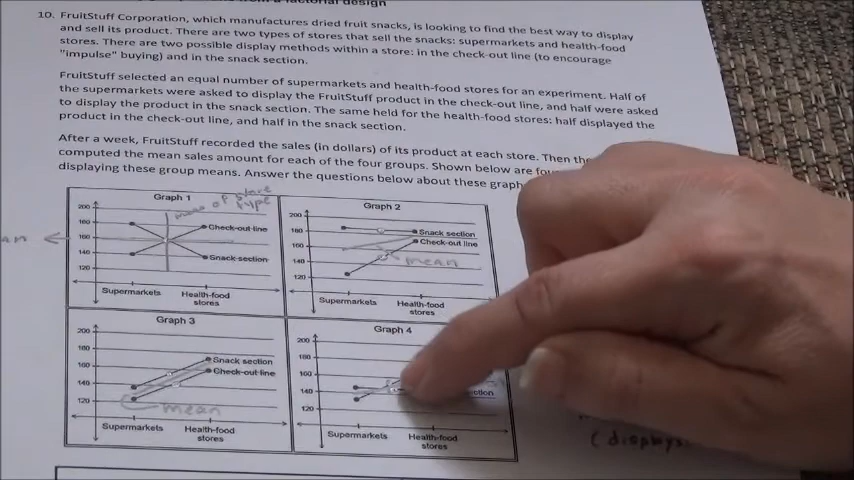 from a factorial design
10. FruitStuff Corporation, which manufactures dried fruit snacks, is looking to find the best way to display
and sell its product. There are two types of stores that sell the snacks: supermarkets and health-food
stores. There are two possible display methods within a store: in the check-out line (to encourage
"impulse" buying) and in the snack section.
FruitStuff selected an equal number of supermarkets and health-food stores for an experiment. Half of
the supermarkets were asked to display the FruitStuff product in the check-out line, and half were asked
to display the product in the snack section. The same held for the health-food stores: half displayed the
product in the check-out line, and half in the snack section.
After a week, FruitStuff recorded the sales (in dollars) of its product at each store. Then the
computed the mean sales amount for each of the four groups. Shown below are fou
displaying these group means. Answer the questions below about these graph
Graph 1
mean of store
type
200
180
160
140
120
Check-out line
Snack section
Supermarkets
Health-food
stores
Graph 2
200
180
160
140
120
Snack section
Check-out line
mean
Supermarkets
Health-food
stores
Graph 3
200
180
160
140
120
Snack section
Check-out line
mean
Supermarkets
Health-food
stores
Graph 4
200
180
160
140
120
section
Supermarkets
Health-food
stores
(displays